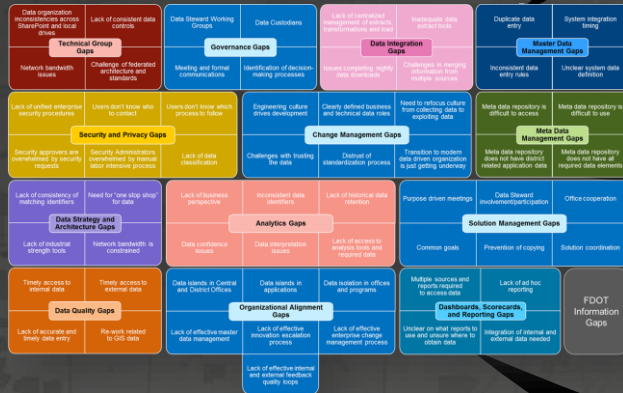 Data organization
inconsistencies across
SharePoint and local
drives
Lack of consistent data
controls
Technical Group
Gaps
Network bandwidth
issues
Challenge of federated
architecture and
standards
Data Steward Working
Groups
Data Custodians
Governance Gaps
Meeting and formal
communications
Identification of decision-
making processes
Lack of centralized
management of extracts,
transformations and load
Inadequate data
extract tools
Data Integration
Gaps
Issues completing nightly
data downloads
Challenges in merging
information from
multiple sources
Duplicate data
entry
System integration
timing
Master Data
Management Gaps
Inconsistent data
entry rules
Unclear system date
definition
Lack of unified enterprise
security procedures
Users don't know who
to contact
Users don't know which
process to follow
Security and Privacy Gaps
Security approvers are
overwhelmed by security
requests
Security Administrators
overwhelmed by manual
labor intensive process
Lack of data
classification
Engineering culture
drives development
Clearly defined business
and technical data roles
Need to refocus culture
from collecting data to
exploiting data
Change Management Gaps
Challenges with trusting
the data
Distrust of
standardization process
Transition to modern
data driven organization
is just getting underway
Meta data repository is
difficult to access
Meta data repository is
difficult to use
Meta Data
Management Gaps
Meta data repository
does not have district
related application data
Meta data repository
does not have all
required data elements
Lack of consistency of
matching identifiers
Need for "one stop shop"
for data
Data Strategy and
Architecture Gaps
Lack of industrial
strength tools
Network bandwidth is
constrained
Lack of business
perspective
Inconsistent data
identifiers
Lack of historical data
retention
Analytics Gaps
Data confidence
issues
Data interpretation
issues
Lack of access to
analysis tools and
required data
Purpose driven meetings
Data Steward
involvement/participation
Office cooperation
Solution Management Gaps
Common goals
Prevention of copying
Solution coordination
Timely access to
internal data
Timely access to
external data
Data Quality Gaps
Lack of accurate and
timely data entry
Re-work related
to GIS data
Data islands in Central
and District Offices
Data islands in
applications
Data isolation in offices
and programs
Organizational Alignment
Gaps
Lack of effective master
data management
Lack of effective
innovation escalation
process
Lack of effective
enterprise change
management process
Lack of effective internal
and external feedback
quality loops
Multiple sources and
reports required
to access data
Lack of ad hoc
reporting
Dashboards, Scorecards,
and Reporting Gaps
Unclear on what reports to
use and unsure where to
obtain data
Integration of internal and
external data needed
FDOT
Information
Gaps